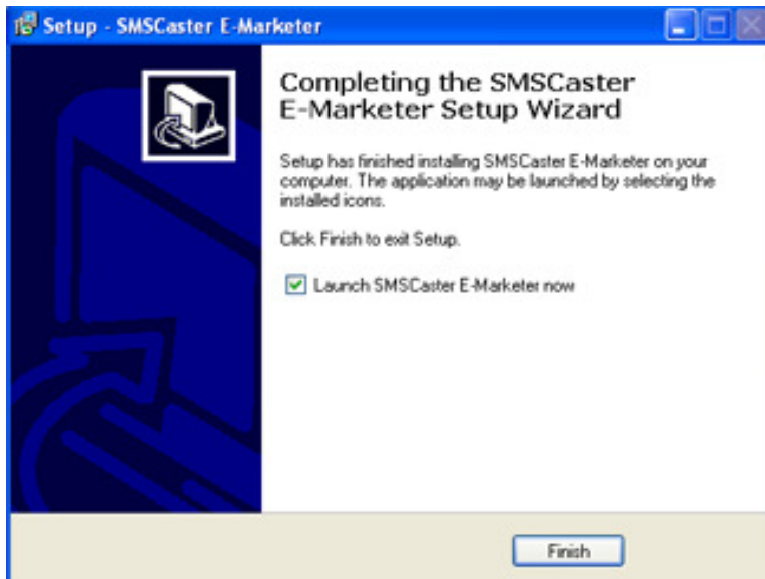 Setup - SMSCaster E-Marketer
Completing the SMSCaster
E-Marketer Setup Wizard
Setup has finished installing SMSCaster E-Marketer on your
computer. The application may be launched by selecting the
installed icons.
Click Finish to exit Setup.
Launch SMSCaster E-Marketer now
Finish